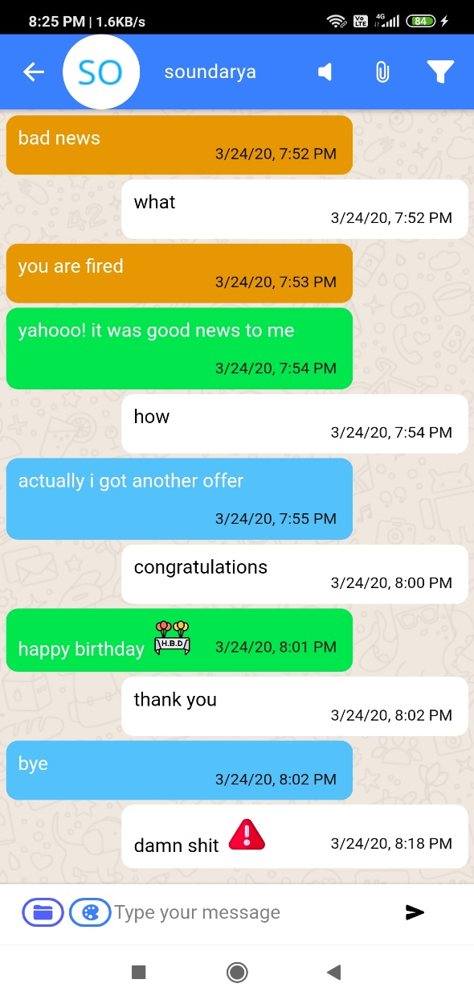 8:25 PM | 1.6KB/s Vo LTE 4G 84
SO soundarya
bad news
3/24/20, 7:52 PM
what
3/24/20, 7:52 PM
you are fired
3/24/20, 7:53 PM
yahooo! it was good news to me
3/24/20, 7:54 PM
how
3/24/20, 7:54 PM
actually i got another offer
3/24/20, 7:55 PM
congratulations
3/24/20, 8:00 PM
happy birthday H.B.D 3/24/20, 8:01 PM
thank you
3/24/20, 8:02 PM
bye
3/24/20, 8:02 PM
damn shit 3/24/20, 8:18 PM
Type your message